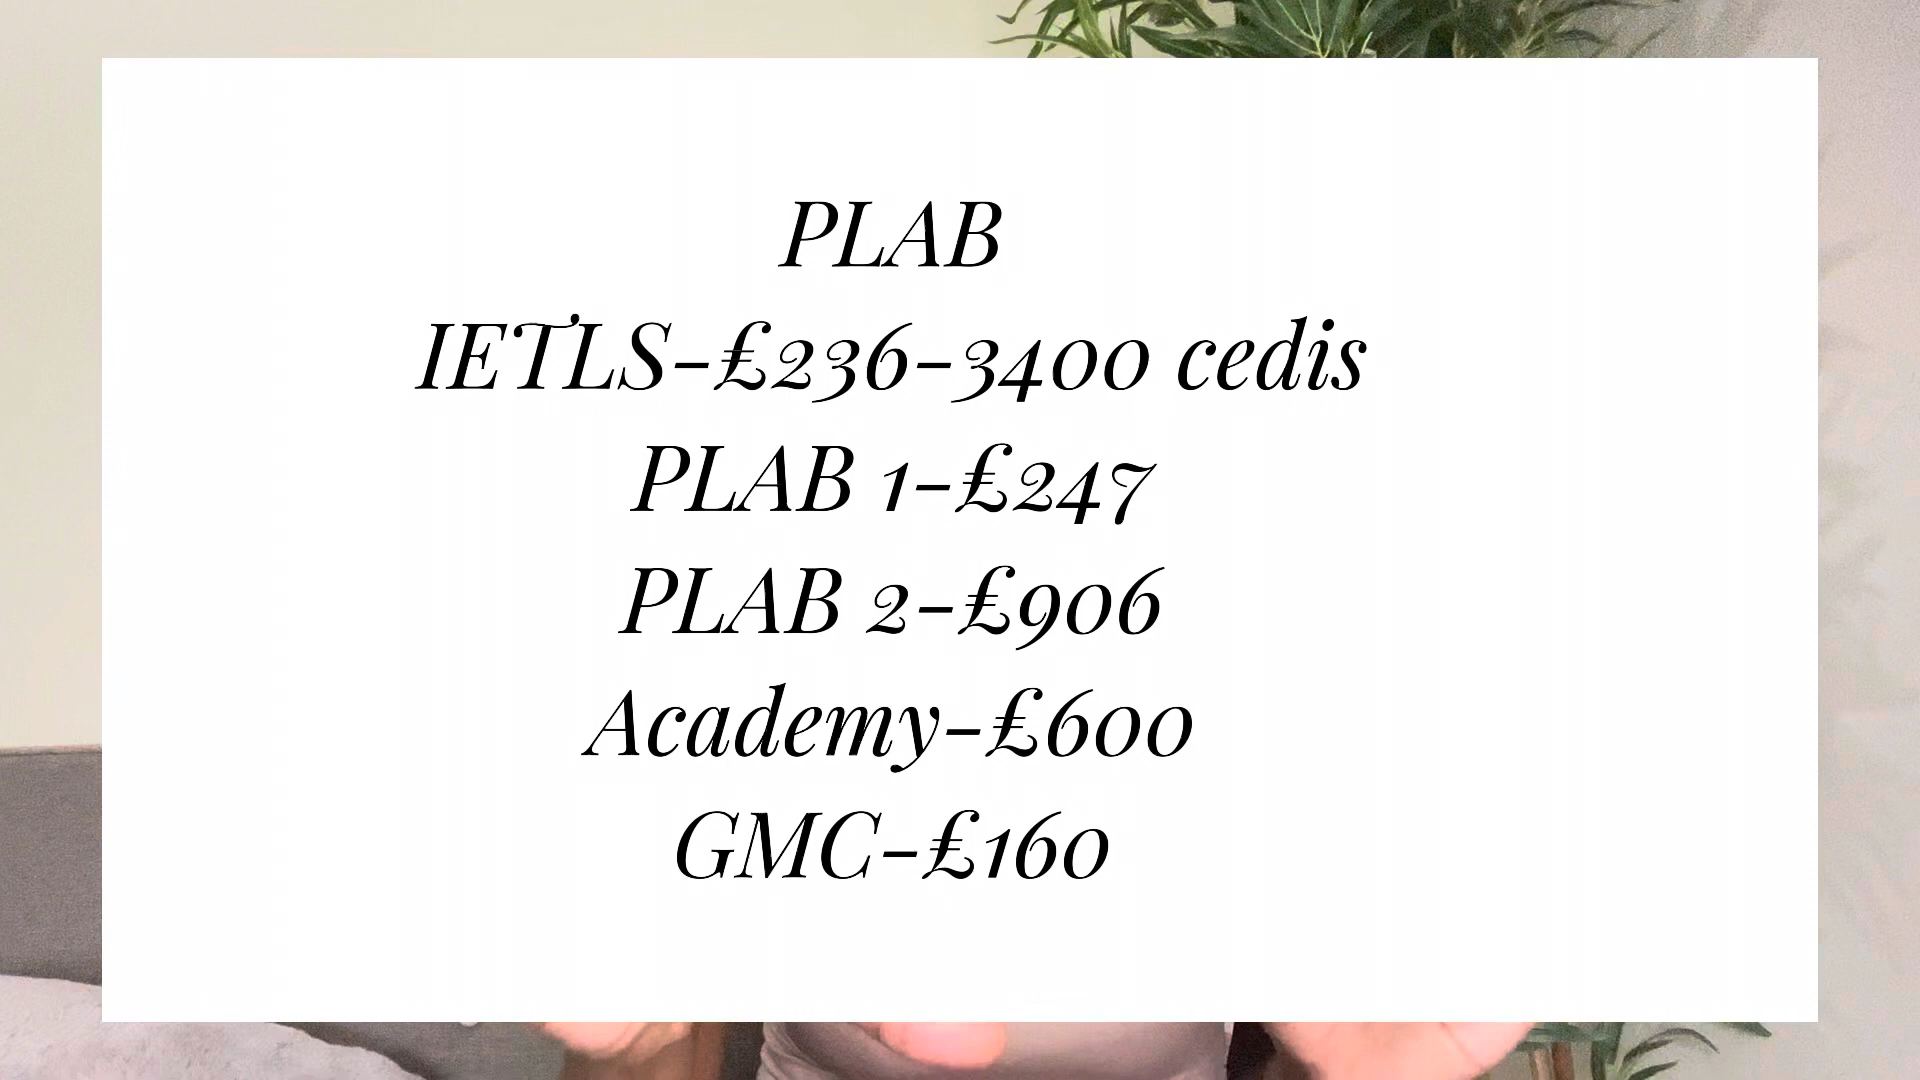 PLAB
IETLS-£236-3400 cedis
PLAB 1-£247
PLAB 2-£906
Academy-£600
GMC-£160